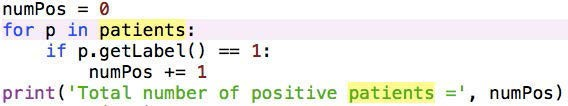 numPos = 0
for p in patients:
    if p.getLabel() == 1:
        numPos += 1
print('Total number of positive patients =', numPos)